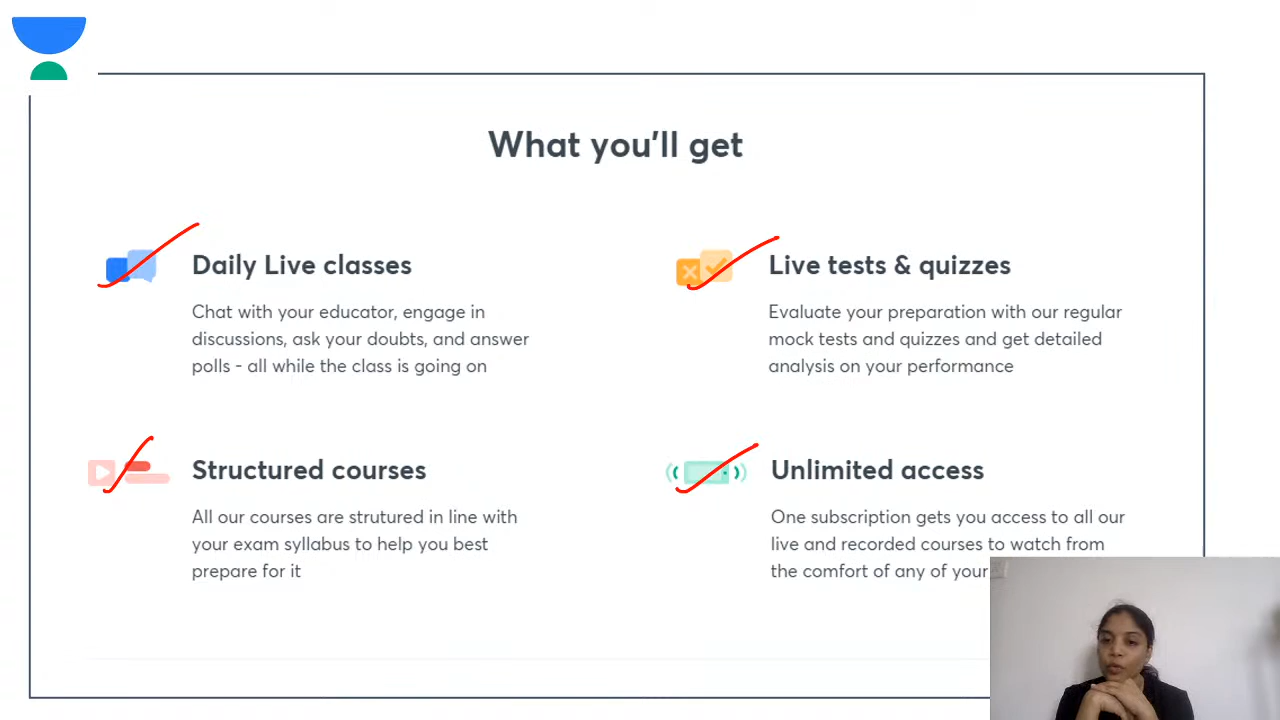 What you'll get
Daily Live classes
Chat with your educator, engage in
discussions, ask your doubts, and answer
polls - all while the class is going on
Live tests & quizzes
Evaluate your preparation with our regular
mock tests and quizzes and get detailed
analysis on your performance
Structured courses
All our courses are strutured in line with
your exam syllabus to help you best
prepare for it
Unlimited access
One subscription gets you access to all our
live and recorded courses to watch from
the comfort of any of your